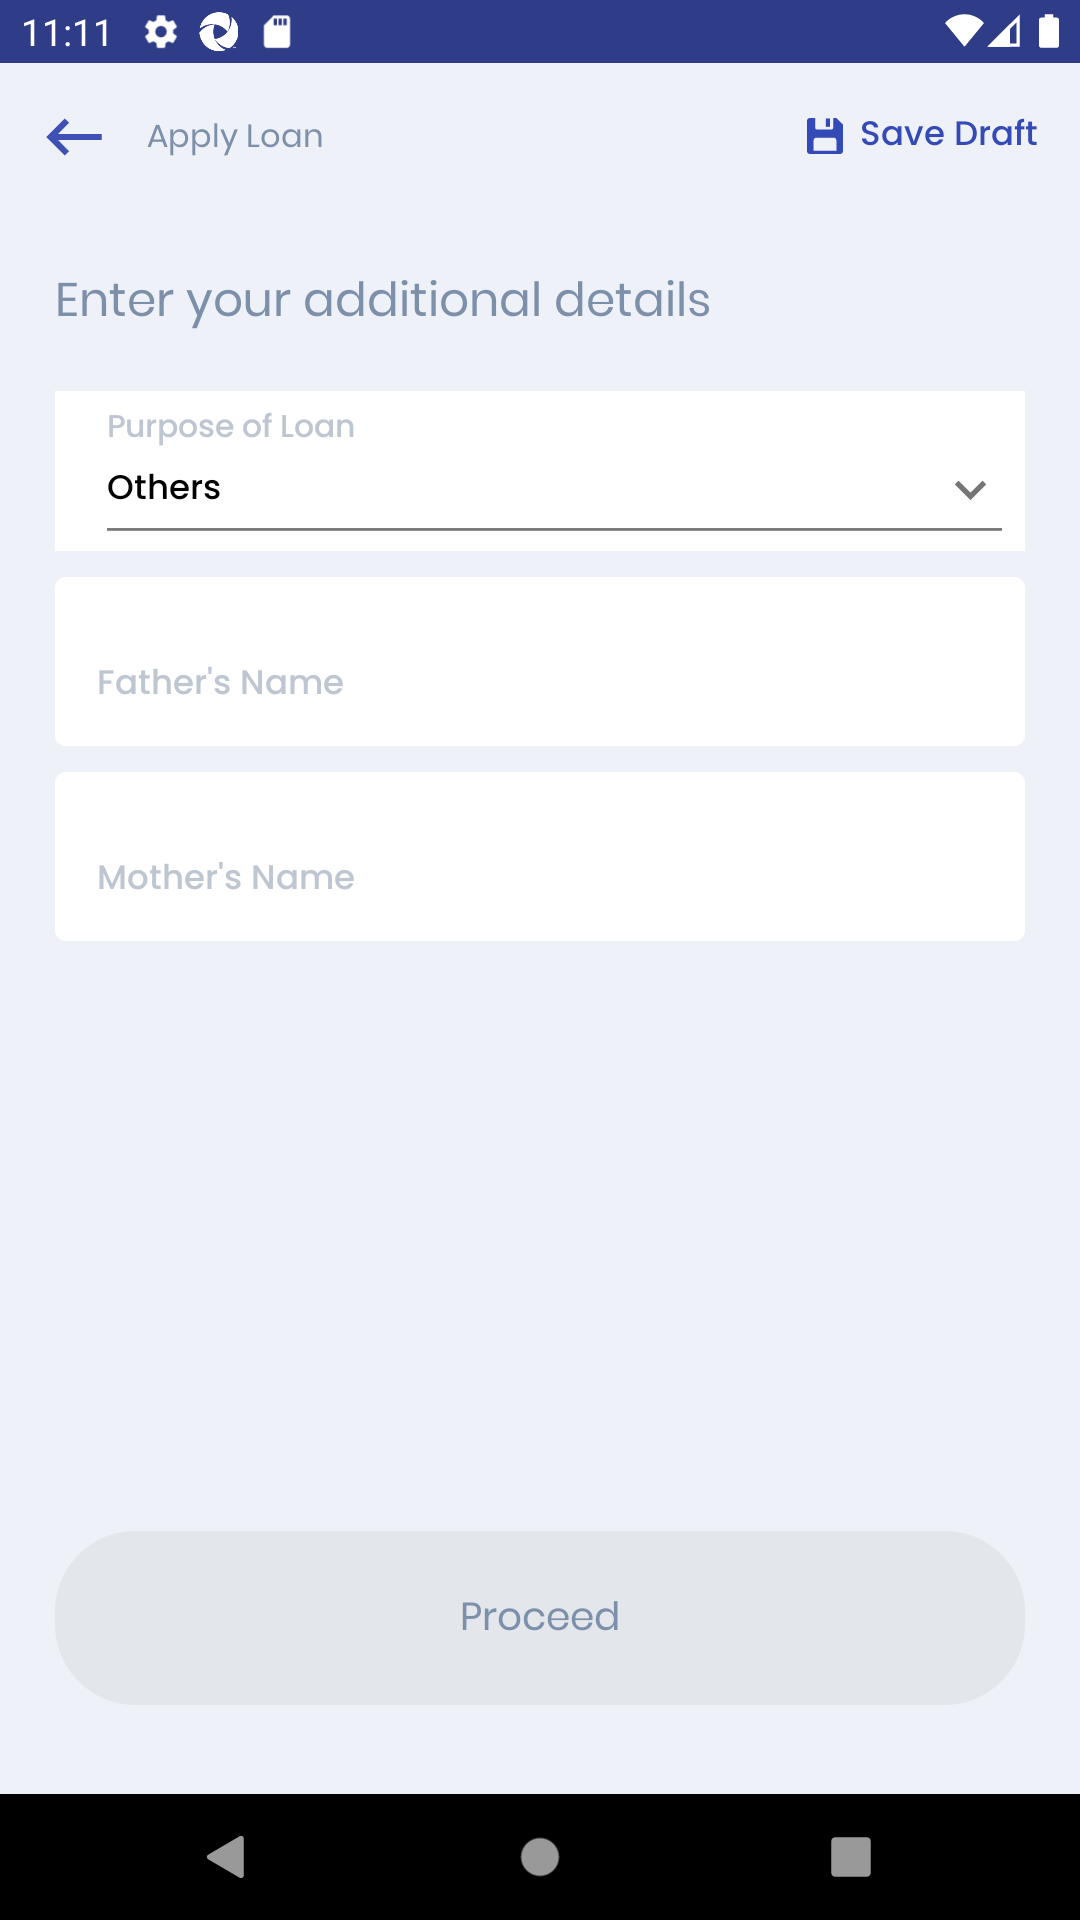 11:11
Apply Loan
Save Draft
Enter your additional details
Purpose of Loan
Others
Father's Name
Mother's Name
Proceed